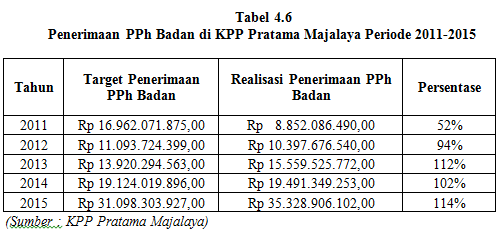 Tabel 4.6
Penerimaan PPh Badan di KPP Pratama Majalaya Periode 2011-2015
Tahun Target Penerimaan PPh Badan Realisasi Penerimaan PPh Badan Persentase
2011 Rp 16.962.071.875,00 Rp 8.852.086.490,00 52%
2012 Rp 11.093.724.399,00 Rp 10.397.676.540,00 94%
2013 Rp 13.920.294.563,00 Rp 15.559.525.772,00 112%
2014 Rp 19.124.019.896,00 Rp 19.491.349.253,00 102%
2015 Rp 31.098.303.927,00 Rp 35.328.906.102,00 114%
(Sumber : KPP Pratama Majalaya)